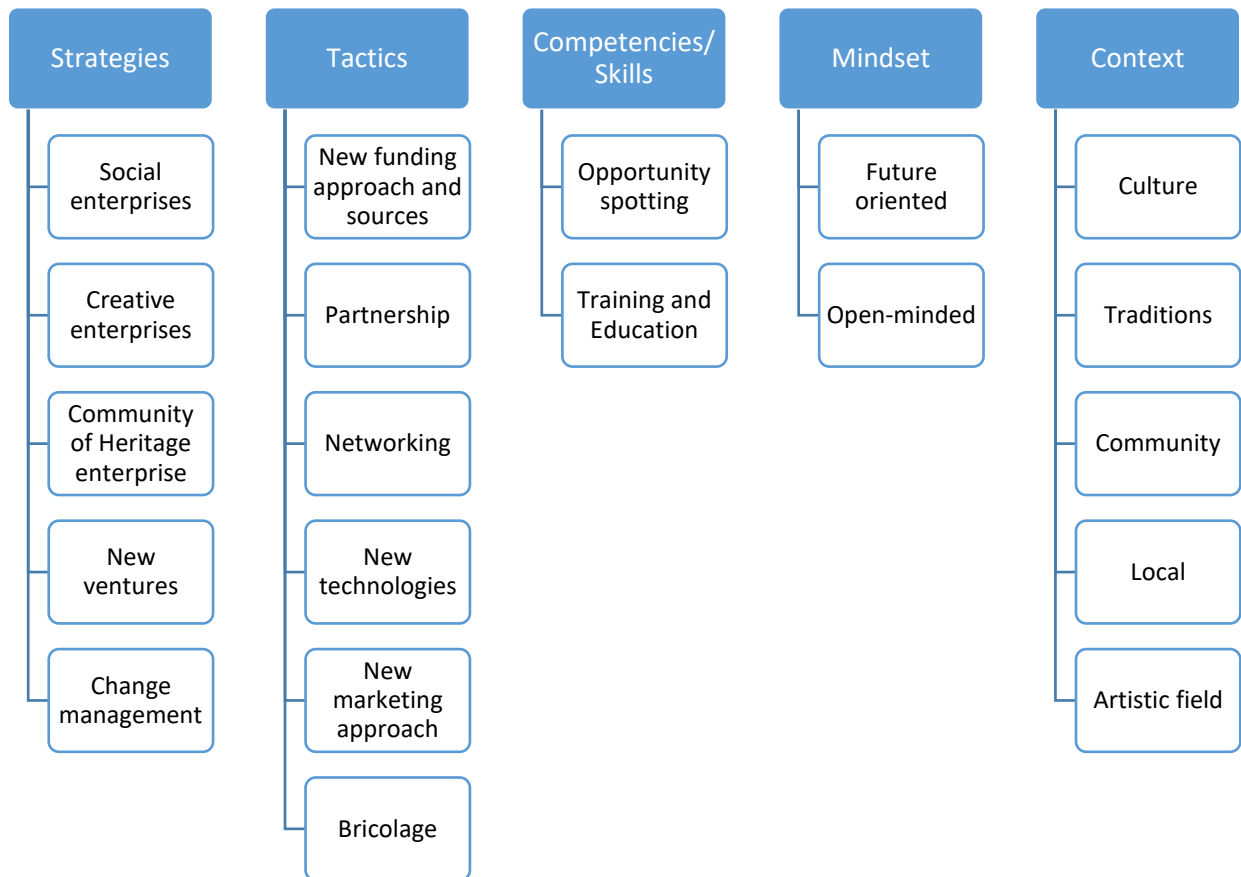 Strategies
Social
enterprises
Creative
enterprises
Community
of Heritage
enterprise
New
ventures
Change
management
Tactics
New funding
approach and
sources
Partnership
Networking
New
technologies
New
marketing
approach
Bricolage
Competencies/
Skills
Opportunity
spotting
Training and
Education
Mindset
Future
oriented
Open-minded
Context
Culture
Traditions
Community
Local
Artistic field